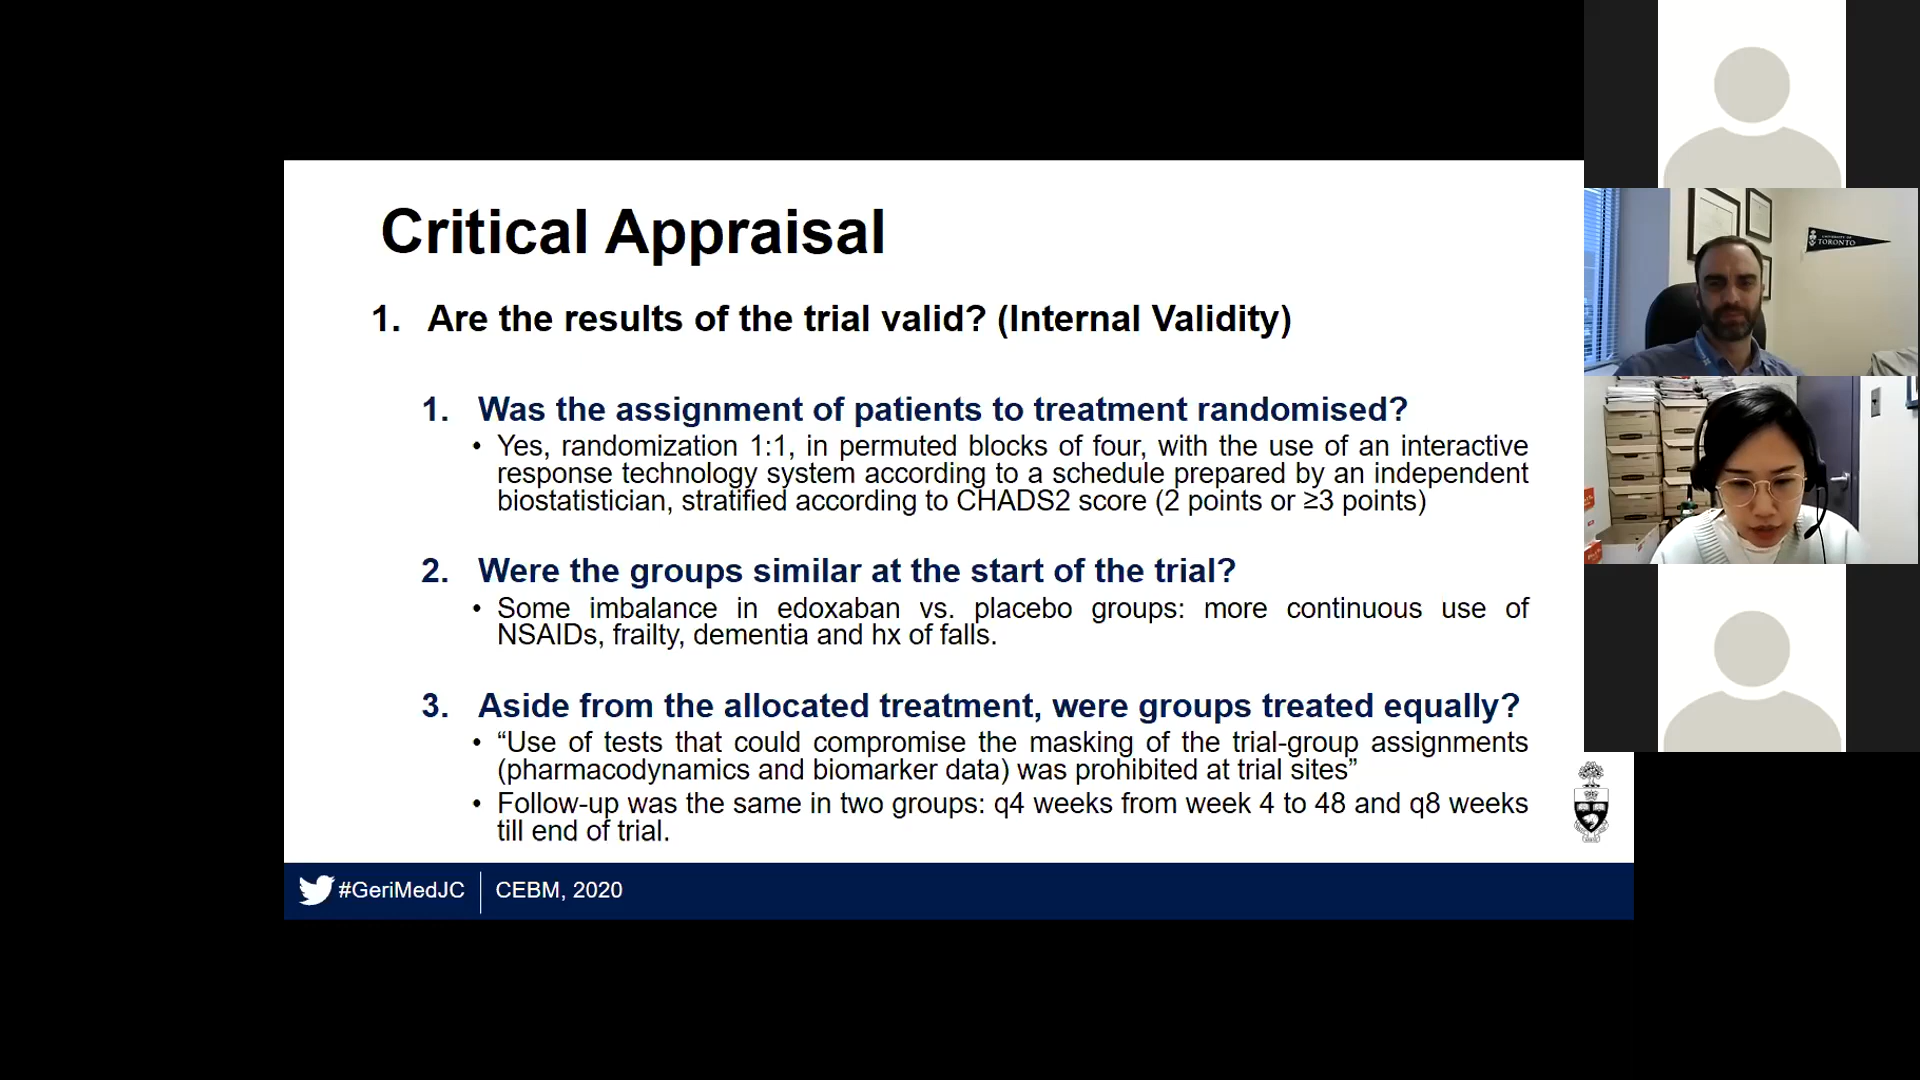 Critical Appraisal
1. Are the results of the trial valid? (Internal Validity)
1. Was the assignment of patients to treatment randomised?
• Yes, randomization 1:1, in permuted blocks of four, with the use of an interactive
response technology system according to a schedule prepared by an independent
biostatistician, stratified according to CHADS2 score (2 points or ≥3 points)
2. Were the groups similar at the start of the trial?
• Some imbalance in edoxaban vs. placebo groups: more continuous use of
NSAIDs, frailty, dementia and hx of falls.
3. Aside from the allocated treatment, were groups treated equally?
• “Use of tests that could compromise the masking of the trial-group assignments
(pharmacodynamics and biomarker data) was prohibited at trial sites”
• Follow-up was the same in two groups: q4 weeks from week 4 to 48 and q8 weeks
till end of trial.
#GeriMedJC CEBM, 2020
UNIVERSITY OF
TORONTO